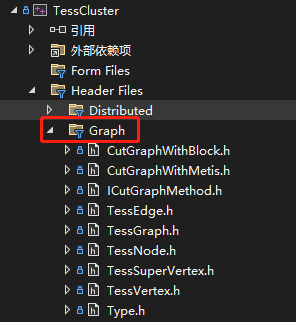 TessCluster
引用
外部依赖项
Form Files
Header Files
Distributed
Graph
CutGraphWithBlock.h
CutGraphWithMetis.h
ICutGraphMethod.h
TessEdge.h
TessGraph.h
TessNode.h
TessSuperVertex.h
TessVertex.h
Type.h